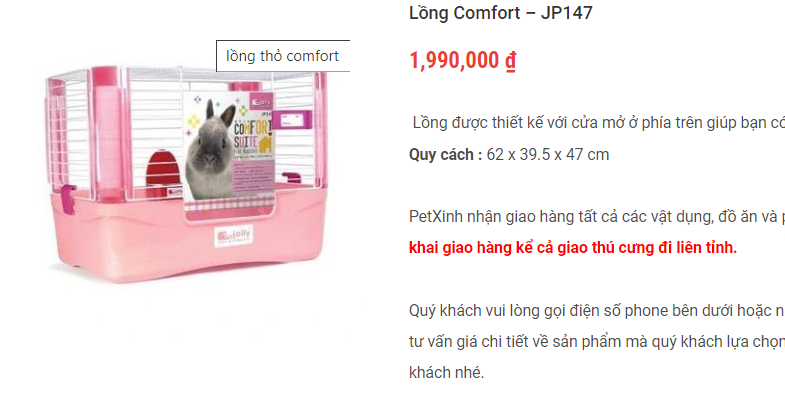 Lồng Comfort – JP147
lồng thỏ comfort
1,990,000 ₫
Lồng được thiết kế với cửa mở ở phía trên giúp bạn có
Quy cách : 62 x 39.5 x 47 cm
PetXinh nhận giao hàng tất cả các vật dụng, đồ ăn và
khai giao hàng kể cả giao thú cưng đi liên tỉnh.
Quý khách vui lòng gọi điện số phone bên dưới hoặc
tư vấn giá chi tiết về sản phẩm mà quý khách lựa chọn
khách nhé.
jolly
COMFORT
SUITE
FOR RABBIT
jolly